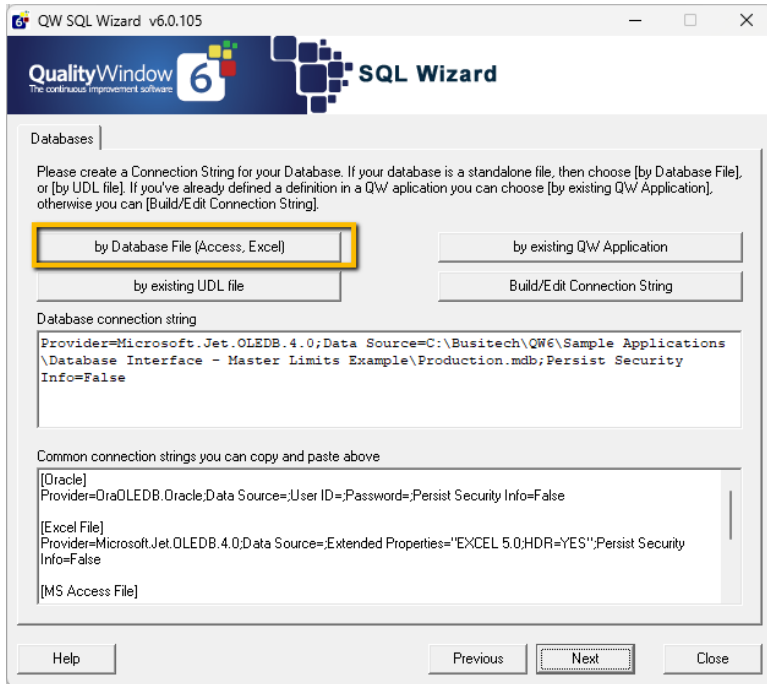 QW SQL Wizard v6.0.105
QualityWindow 6
The continuous improvement software
SQL Wizard
Databases
Please create a Connection String for your Database. If your database is a standalone file, then choose [by Database File],
or [by UDL file]. If you've already defined a definition in a QW aplication you can choose [by existing QW Application],
otherwise you can [Build/Edit Connection String].
by Database File (Access, Excel)
by existing QW Application
by existing UDL file
Build/Edit Connection String
Database connection string
Provider=Microsoft.Jet.OLEDB.4.0;Data Source=C:\Busitech\QW6\Sample Applications
\Database Interface - Master Limits Example\Production.mdb;Persist Security
Info=False
Common connection strings you can copy and paste above
[Oracle]
Provider=OraOLEDB.Oracle;Data Source=;User ID=;Password=;Persist Security Info=False
[Excel File]
Provider=Microsoft.Jet.OLEDB.4.0;Data Source=;Extended Properties="EXCEL 5.0;HDR=YES";Persist Security
Info=False
[MS Access File]
Help
Previous
Next
Close